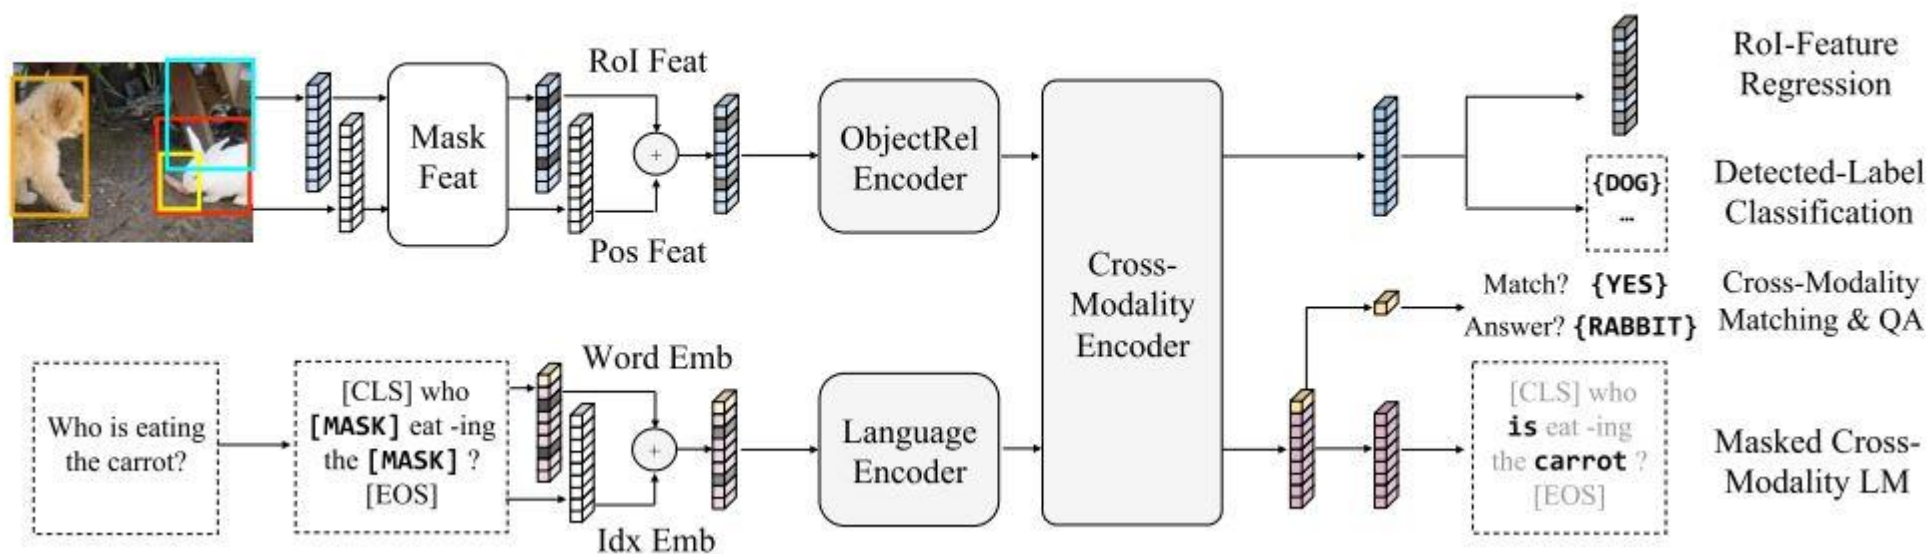 RoI Feat
Mask
Feat
+
Pos Feat
ObjectRel
Encoder
Cross-
Modality
Encoder
RoI-Feature
Regression
{DOG}
…
Detected-Label
Classification
Match? {YES}
Answer? {RABBIT}
Cross-Modality
Matching & QA
Who is eating
the carrot?
[CLS] who
[MASK] eat -ing
the [MASK] ?
[EOS]
Word Emb
+
Idx Emb
Language
Encoder
[CLS] who
is eat -ing
the carrot ?
[EOS]
Masked Cross-
Modality LM